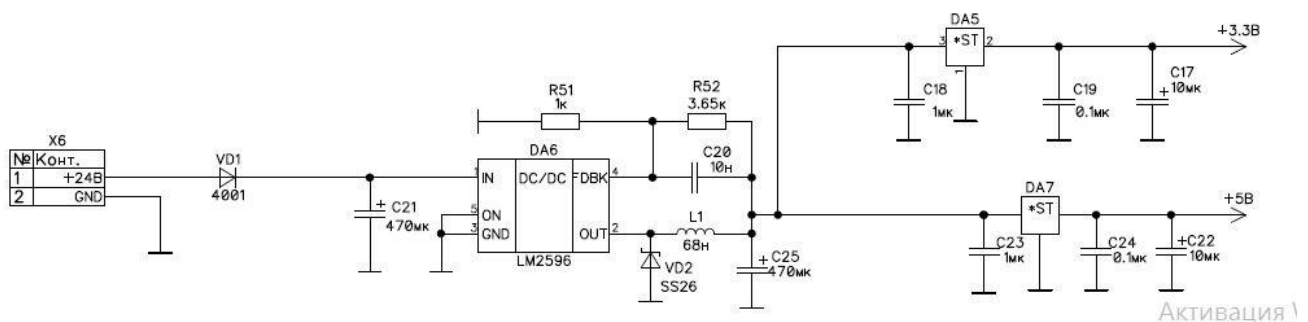 X6
№ Конт.
1 +24В
2 GND
VD1
4001
C21
470мк
R51
1к
R52
3.65к
DA6
1 IN DC/DC FDBK 4
5 ON
3 GND OUT 2
LM2596
C20
10н
L1
68н
VD2
SS26
C25
470мк
DA5
3 *ST 2
1
C18
1мк
C19
0.1мк
C17
10мк
+3.3В
DA7
*ST
C23
1мк
C24
0.1мк
C22
10мк
+5В
Активация